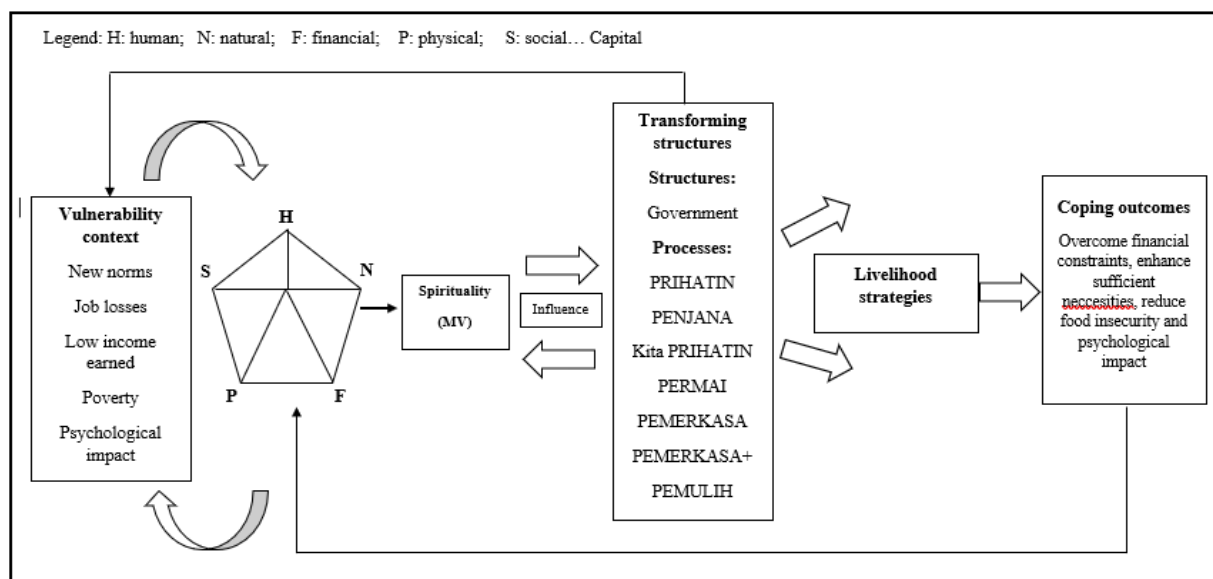 Legend: H: human; N: natural; F: financial; P: physical; S: social… Capital
Vulnerability
context
New norms
Job losses
Low income
earned
Poverty
Psychological
impact
H
S
N
P
F
Spirituality
(MV)
Influence
Transforming
structures
Structures:
Government
Processes:
PRIHATIN
PENJANA
Kita PRIHATIN
PERMAI
PEMERKASA
PEMERKASA+
PEMULIH
Livelihood
strategies
Coping outcomes
Overcome financial
constraints, enhance
sufficient
neccesities, reduce
food insecurity and
psychological
impact